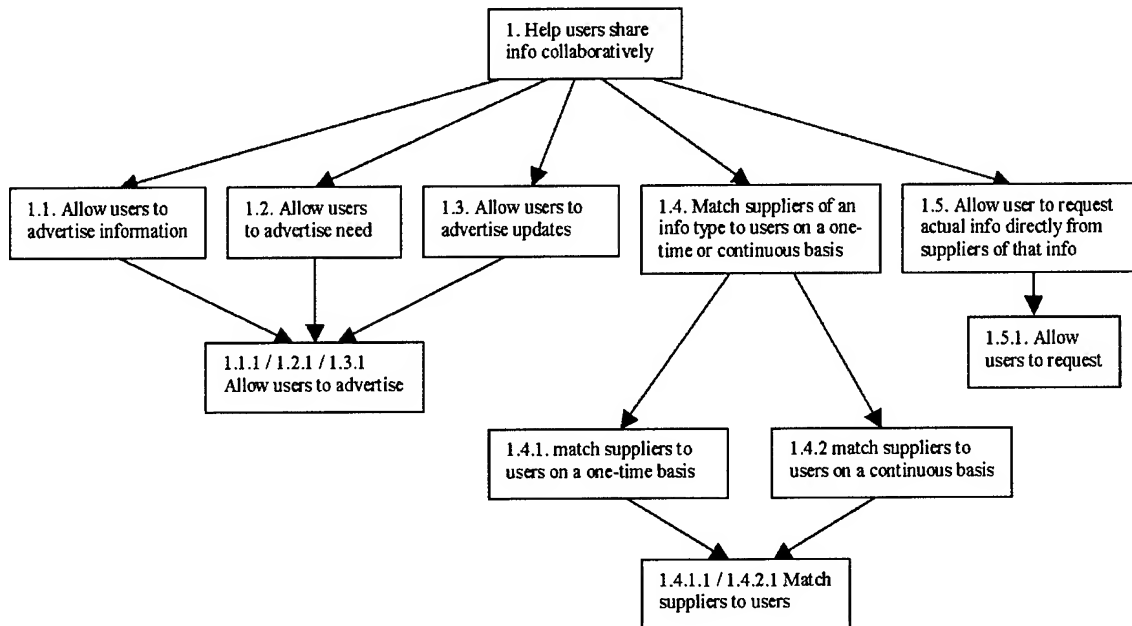 1. Help users share
info collaboratively
1.1. Allow users to
advertise information
1.2. Allow users
to advertise need
1.3. Allow users to
advertise updates
1.4. Match suppliers of an
info type to users on a one-
time or continuous basis
1.5. Allow user to request
actual info directly from
suppliers of that info
1.1.1 / 1.2.1 / 1.3.1
Allow users to advertise
1.5.1. Allow
users to request
1.4.1. match suppliers to
users on a one-time basis
1.4.2 match suppliers to
users on a continuous basis
1.4.1.1 / 1.4.2.1 Match
suppliers to users